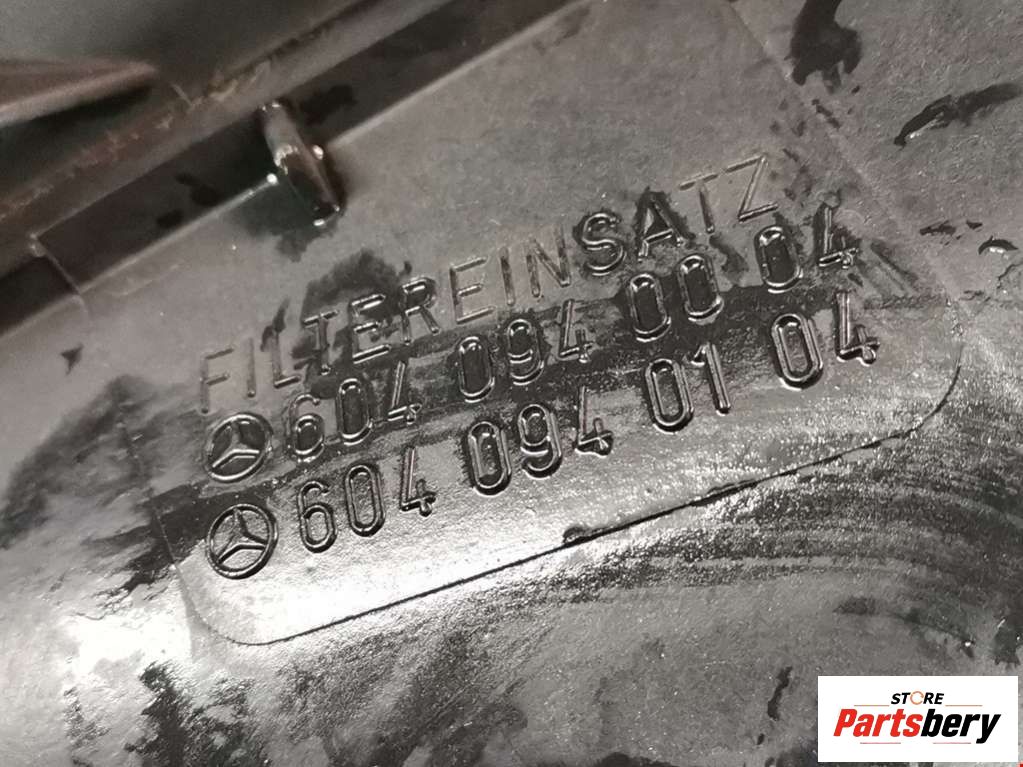 FILTEREINSATZ
604 094 00 04
604 094 01 04
STORE
Partsbery